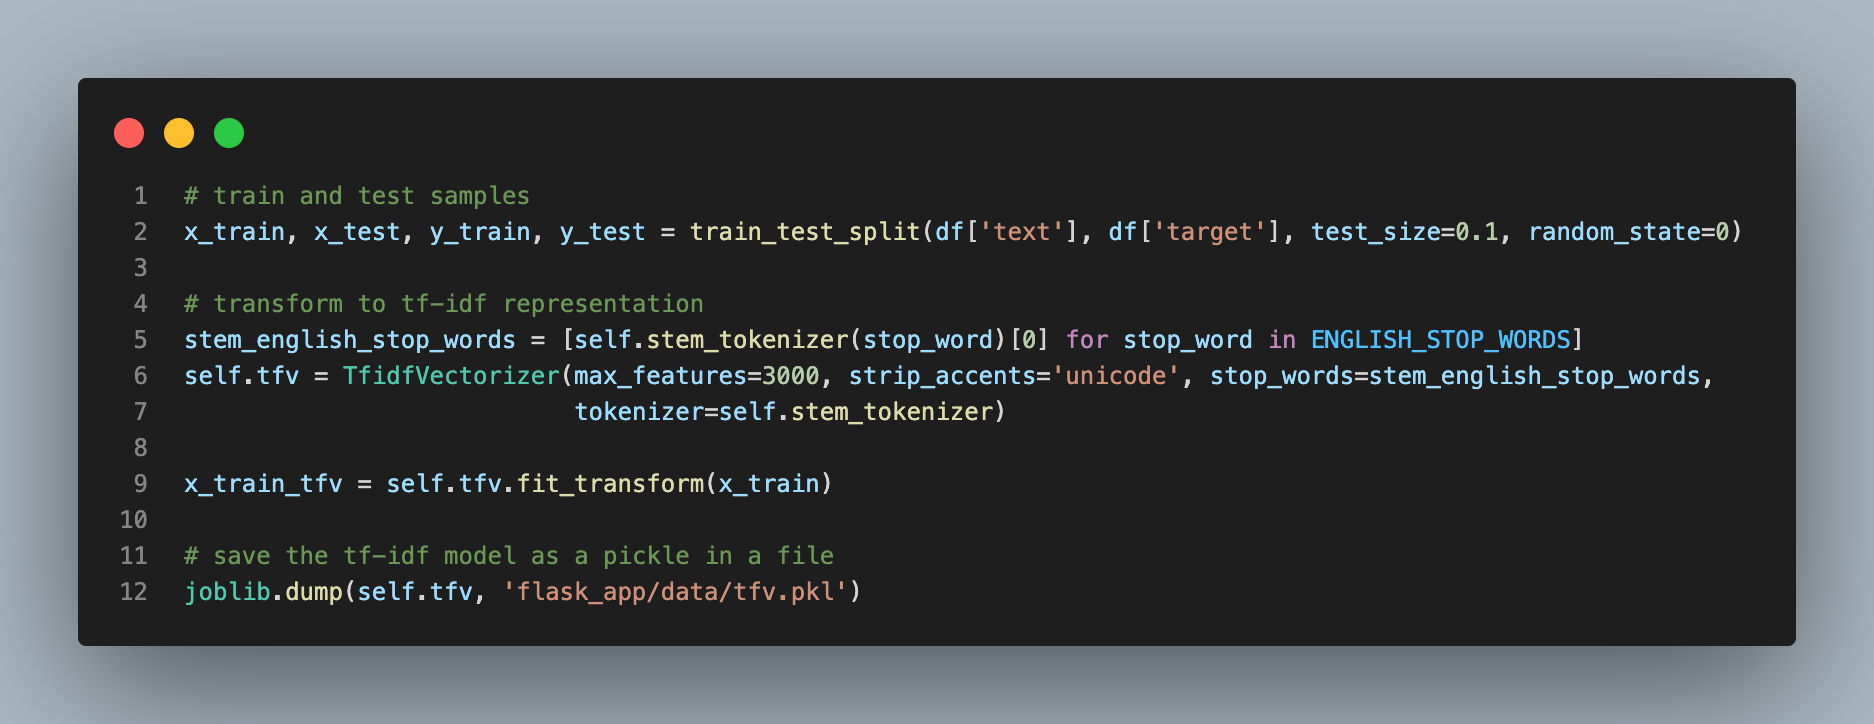 1 # train and test samples
2 x_train, x_test, y_train, y_test = train_test_split(df['text'], df['target'], test_size=0.1, random_state=0)
3
4 # transform to tf-idf representation
5 stem_english_stop_words = [self.stem_tokenizer(stop_word)[0] for stop_word in ENGLISH_STOP_WORDS]
6 self.tfv = TfidfVectorizer(max_features=3000, strip_accents='unicode', stop_words=stem_english_stop_words,
7                            tokenizer=self.stem_tokenizer)
8
9 x_train_tfv = self.tfv.fit_transform(x_train)
10
11 # save the tf-idf model as a pickle in a file
12 joblib.dump(self.tfv, 'flask_app/data/tfv.pkl')